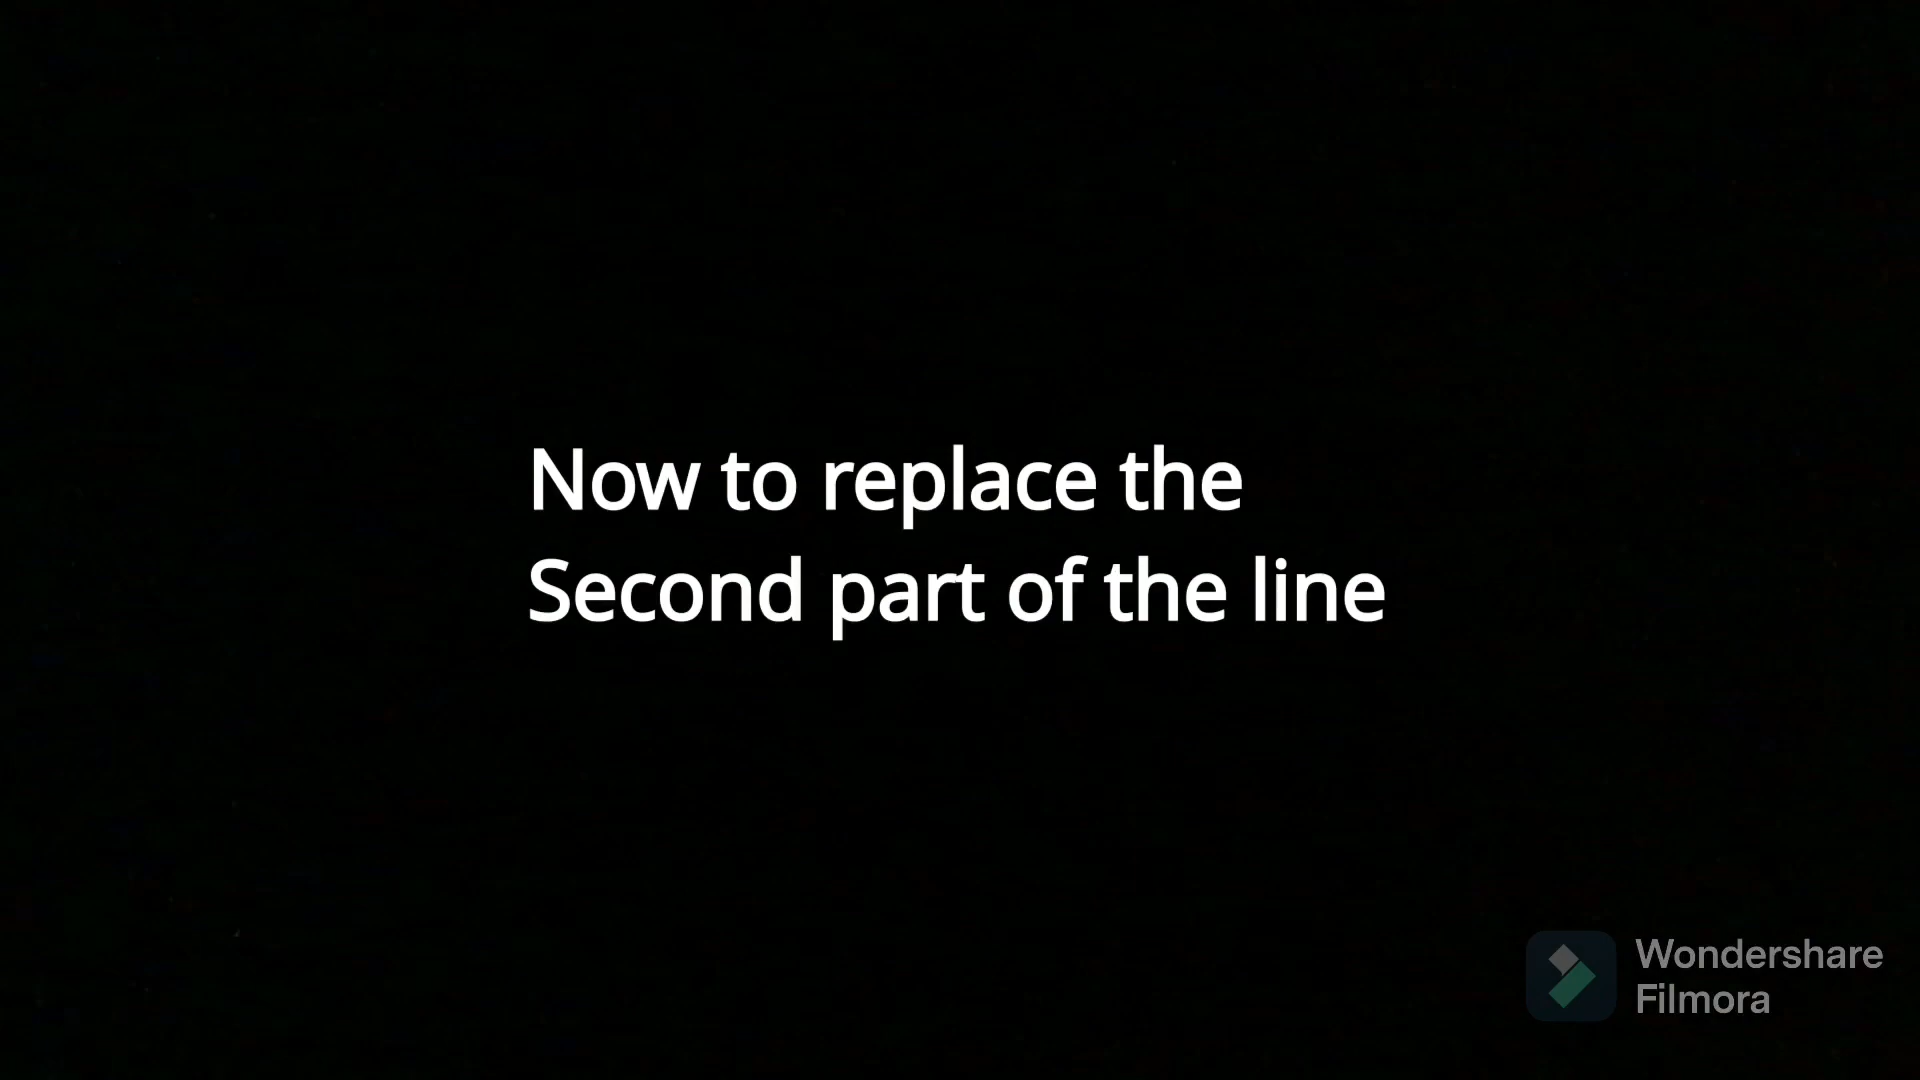 Now to replace the
Second part of the line
Wondershare
Filmora